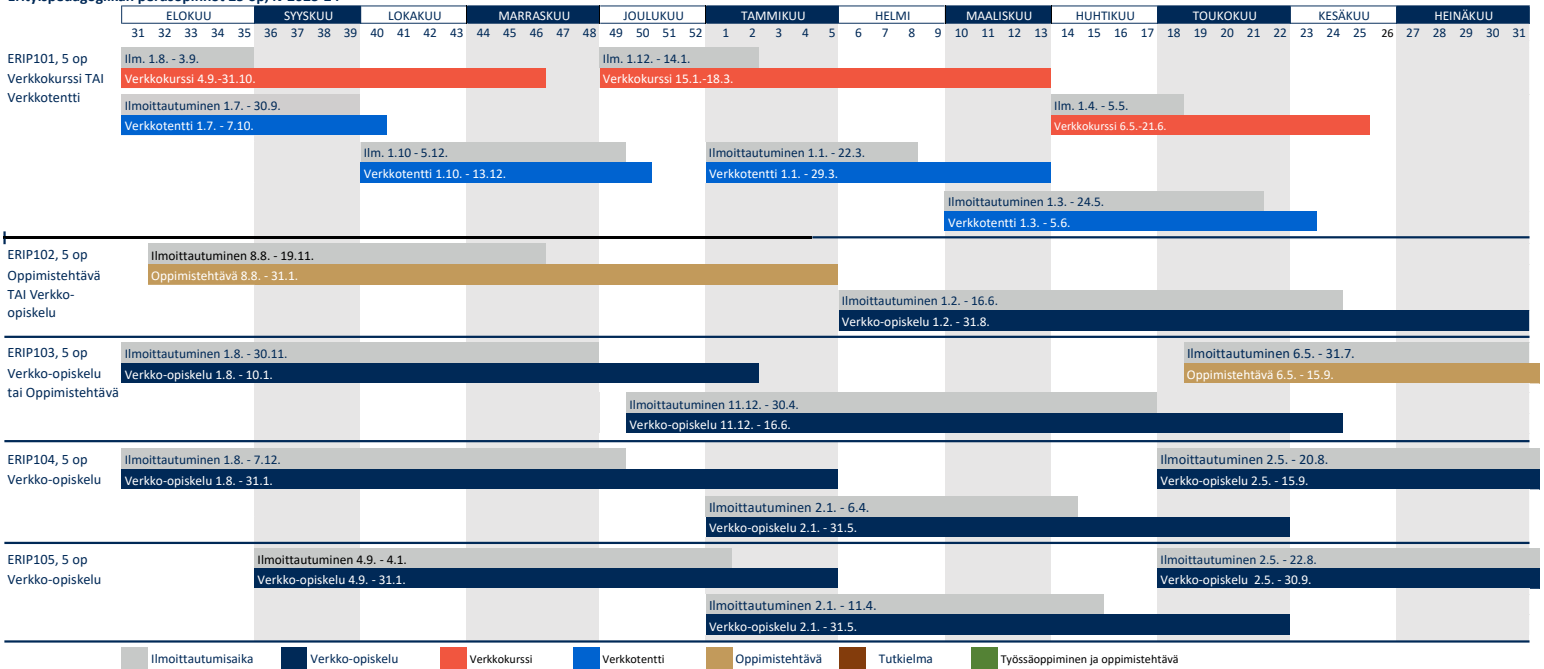 Erityispedagogiikan perusopinnot 25 op, lv 2023-24
ELOKUU SYYSKUU LOKAKUU MARRASKUU JOULUKUU TAMMIKUU HELMI MAALISKUU HUHTIKUU TOUKOKUU KESÄKUU HEINÄKUU
31 32 33 34 35 36 37 38 39 40 41 42 43 44 45 46 47 48 49 50 51 52 1 2 3 4 5 6 7 8 9 10 11 12 13 14 15 16 17 18 19 20 21 22 23 24 25 26 27 28 29 30 31
ERIP101, 5 op
Verkkokurssi TAI
Verkkotentti
Ilm. 1.8. - 3.9.
Ilm. 1.12. - 14.1.
Verkkokurssi 4.9.-31.10.
Verkkokurssi 15.1.-18.3.
Ilmoittautuminen 1.7. - 30.9.
Ilm. 1.4. - 5.5.
Verkkotentti 1.7. - 7.10.
Verkkokurssi 6.5.-21.6.
Ilm. 1.10 - 5.12.
Ilmoittautuminen 1.1. - 22.3.
Verkkotentti 1.10. - 13.12.
Verkkotentti 1.1. - 29.3.
Ilmoittautuminen 1.3. - 24.5.
Verkkotentti 1.3. - 5.6.
ERIP102, 5 op
Oppimistehtävä
TAI Verkko-
opiskelu
Ilmoittautuminen 8.8. - 19.11.
Oppimistehtävä 8.8. - 31.1.
Ilmoittautuminen 1.2. - 16.6.
Verkko-opiskelu 1.2. - 31.8.
ERIP103, 5 op
Verkko-opiskelu
tai Oppimistehtävä
Ilmoittautuminen 1.8. - 30.11.
Ilmoittautuminen 6.5. - 31.7.
Verkko-opiskelu 1.8. - 10.1.
Oppimistehtävä 6.5. - 15.9.
Ilmoittautuminen 11.12. - 30.4.
Verkko-opiskelu 11.12. - 16.6.
ERIP104, 5 op
Verkko-opiskelu
Ilmoittautuminen 1.8. - 7.12.
Ilmoittautuminen 2.5. - 20.8.
Verkko-opiskelu 1.8. - 31.1.
Verkko-opiskelu 2.5. - 15.9.
Ilmoittautuminen 2.1. - 6.4.
Verkko-opiskelu 2.1. - 31.5.
ERIP105, 5 op
Verkko-opiskelu
Ilmoittautuminen 4.9. - 4.1.
Ilmoittautuminen 2.5. - 22.8.
Verkko-opiskelu 4.9. - 31.1.
Verkko-opiskelu 2.5. - 30.9.
Ilmoittautuminen 2.1. - 11.4.
Verkko-opiskelu 2.1. - 31.5.
Ilmoittautumisaika Verkko-opiskelu Verkkokurssi Verkkotentti Oppimistehtävä Tutkielma Työssäoppiminen ja oppimistehtävä